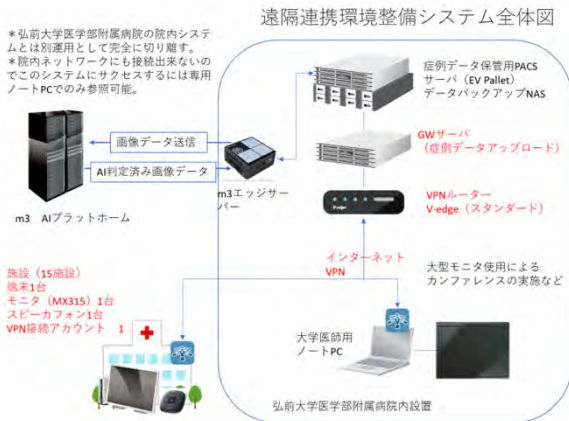 遠隔連携環境整備システム全体図
＊弘前大学医学部附属病院の院内システ
ムとは別運用として完全に切り離す。
＊院内ネットワークにも接続出来ないの
でこのシステムにサクセスするには専用
ノートPCでのみ参照可能。
症例データ保管用PACS
サーバ（EV Pallet）
データバックアップNAS
画像データ送信
AI判定済み画像データ
m3　AIプラットホーム
m3エッジサー
バー
GWサーバ
（症例データアップロード）
VPNルーター
V-edge（スタンダード）
インターネット
VPN
大型モニタ使用による
カンファレンスの実施など
施設（15施設）
端末1台
モニタ（MX315）1台
スピーカフォン1台
VPN接続アカウント　1
大学医師用
ノートPC
弘前大学医学部附属病院内設置